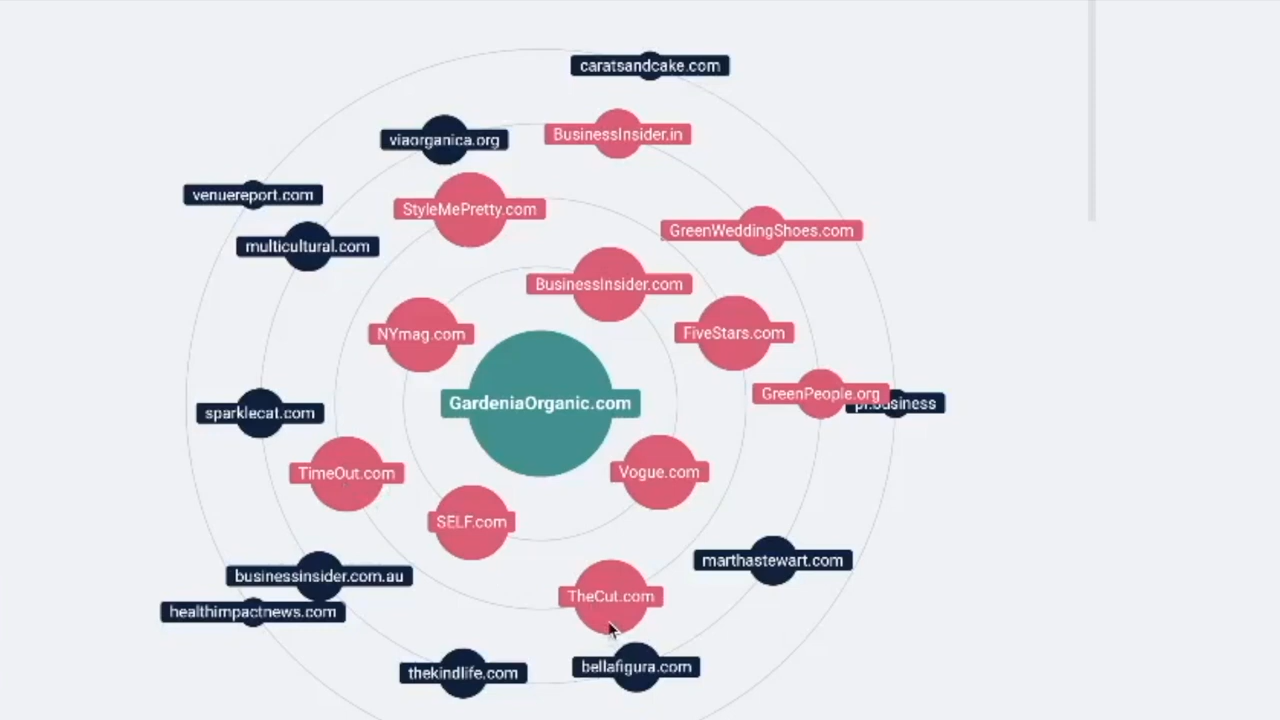 caratsandcake.com
BusinessInsider.in
viaorganica.org
venuereport.com
StyleMePretty.com
GreenWeddingShoes.com
multicultural.com
BusinessInsider.com
NYmag.com
FiveStars.com
GreenPeople.org
GardeniaOrganic.com
pr.business
sparklecat.com
Vogue.com
TimeOut.com
SELF.com
marthastewart.com
businessinsider.com.au
TheCut.com
healthimpactnews.com
bellafigura.com
thekindlife.com